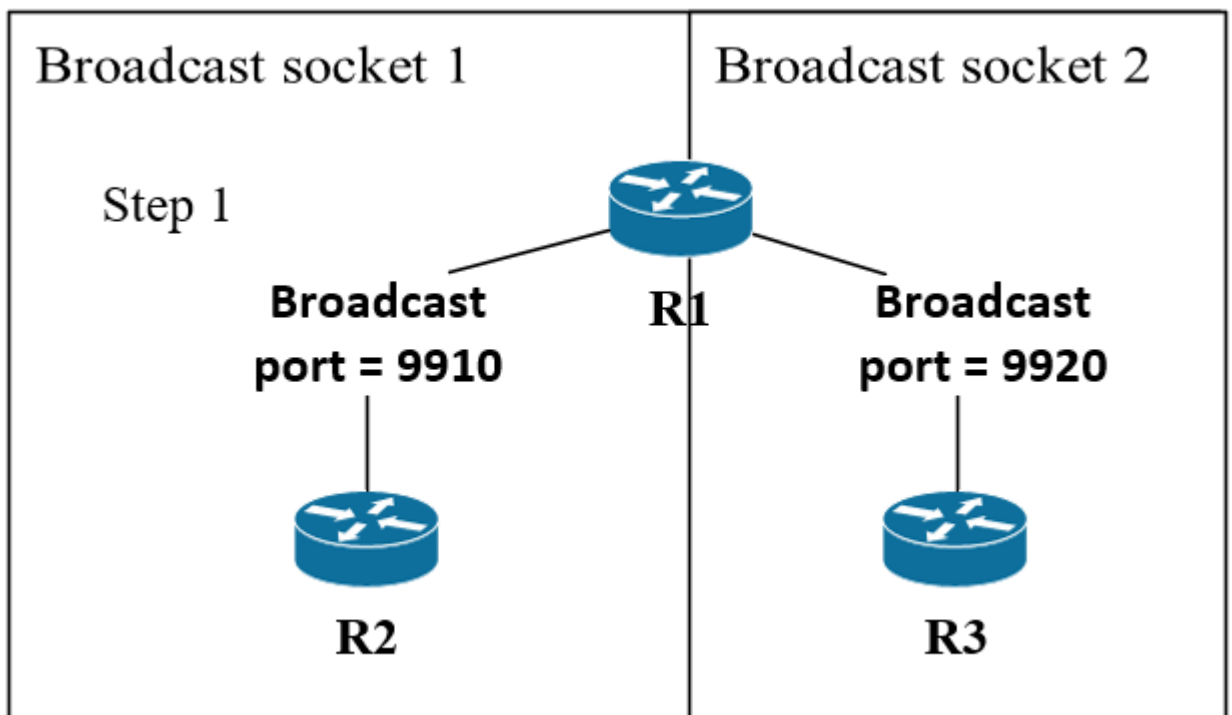 Broadcast socket 1
Broadcast socket 2
Step 1
R1
Broadcast
port = 9910
Broadcast
port = 9920
R2
R3